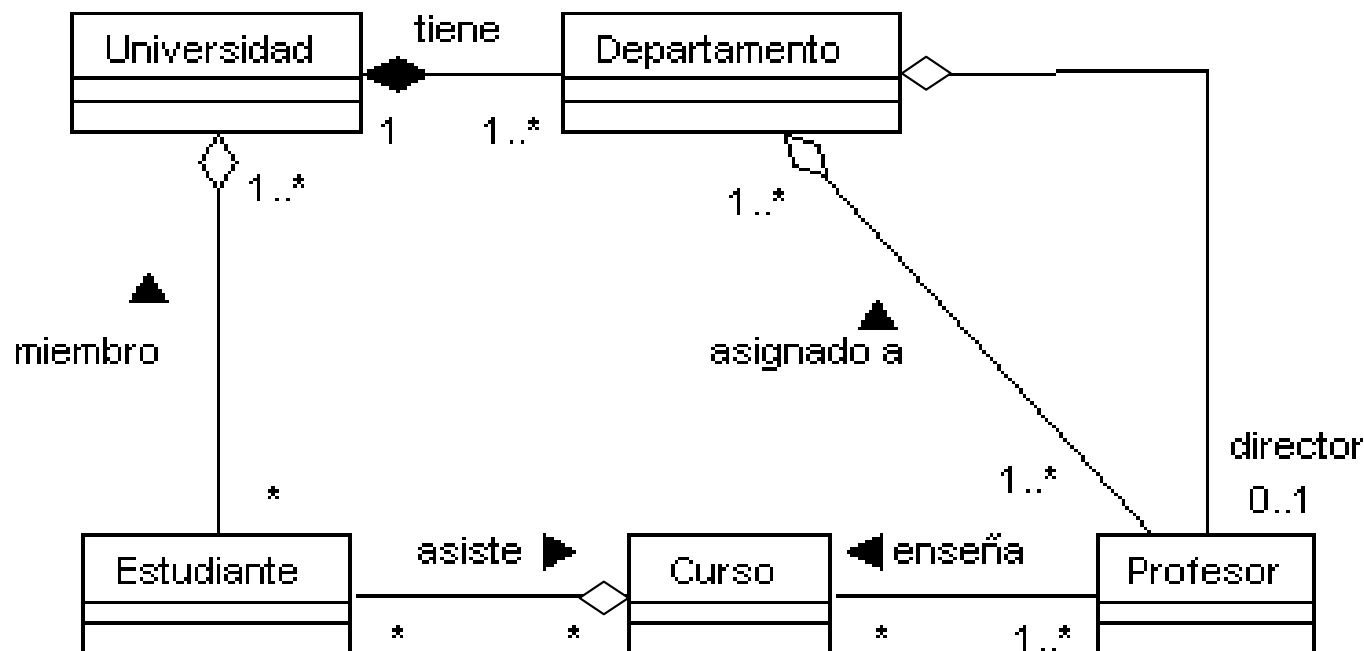 Universidad
tiene
Departamento
1
1..*
1..*
1..*
miembro
asignado a
director
*
1..*
0..1
Estudiante
asiste
Curso
enseña
Profesor
*
*
*
1..*